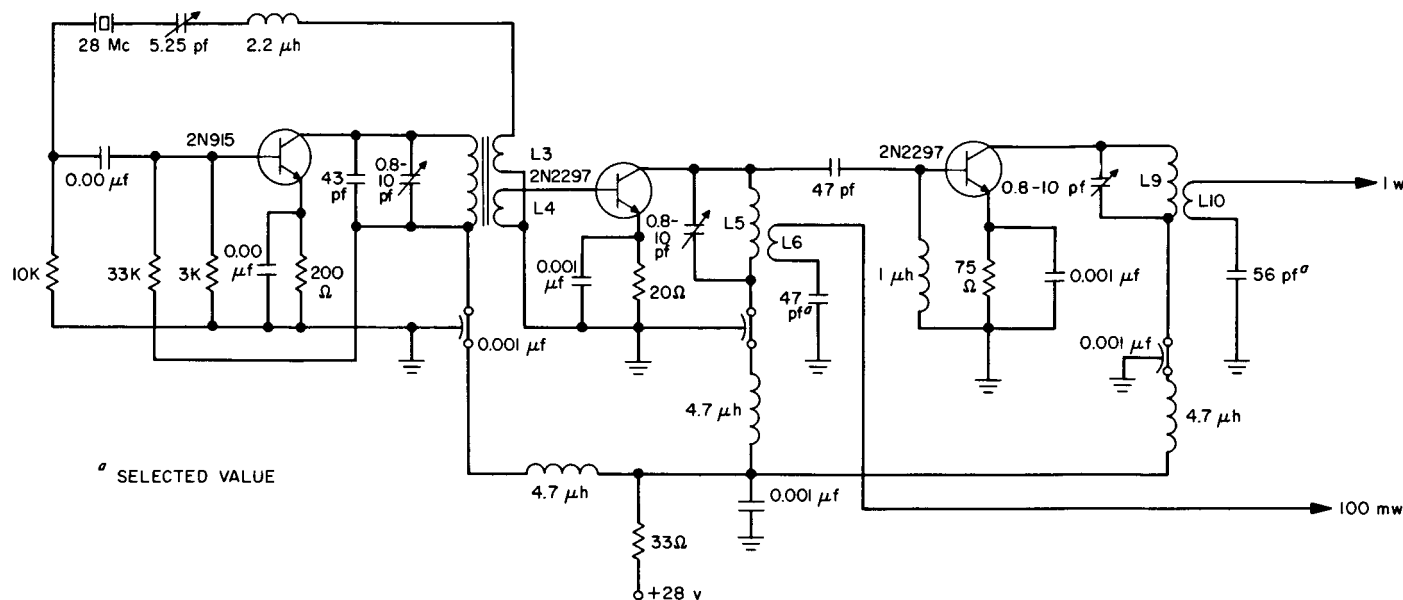 28 Mc
5.25 pf
2.2 μh
2N915
0.00 μf
43
pf
0.8-
10
pf
L3
2N2297
L4
10K
33K
3K
0.00
μf
200
Ω
0.001 μf
0.001
μf
20Ω
0.8-
10
pf
L5
L6
47
pfᵃ
47 pf
2N2297
1 μh
75
Ω
0.001 μf
0.8-10 pf
L9
L10
1 w
56 pfᵃ
0.001 μf
4.7 μh
4.7 μh
ᵃ SELECTED VALUE
4.7 μh
0.001 μf
100 mw
33Ω
+28 v